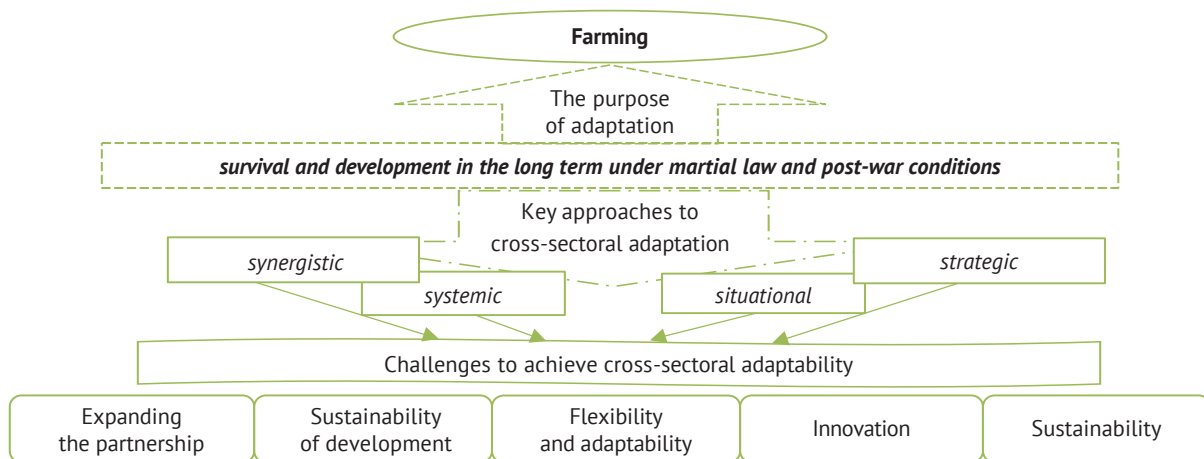 Farming
The purpose
of adaptation
survival and development in the long term under martial law and post-war conditions
Key approaches to
cross-sectoral adaptation
synergistic
strategic
systemic
situational
Challenges to achieve cross-sectoral adaptability
Expanding
the partnership
Sustainability
of development
Flexibility
and adaptability
Innovation
Sustainability